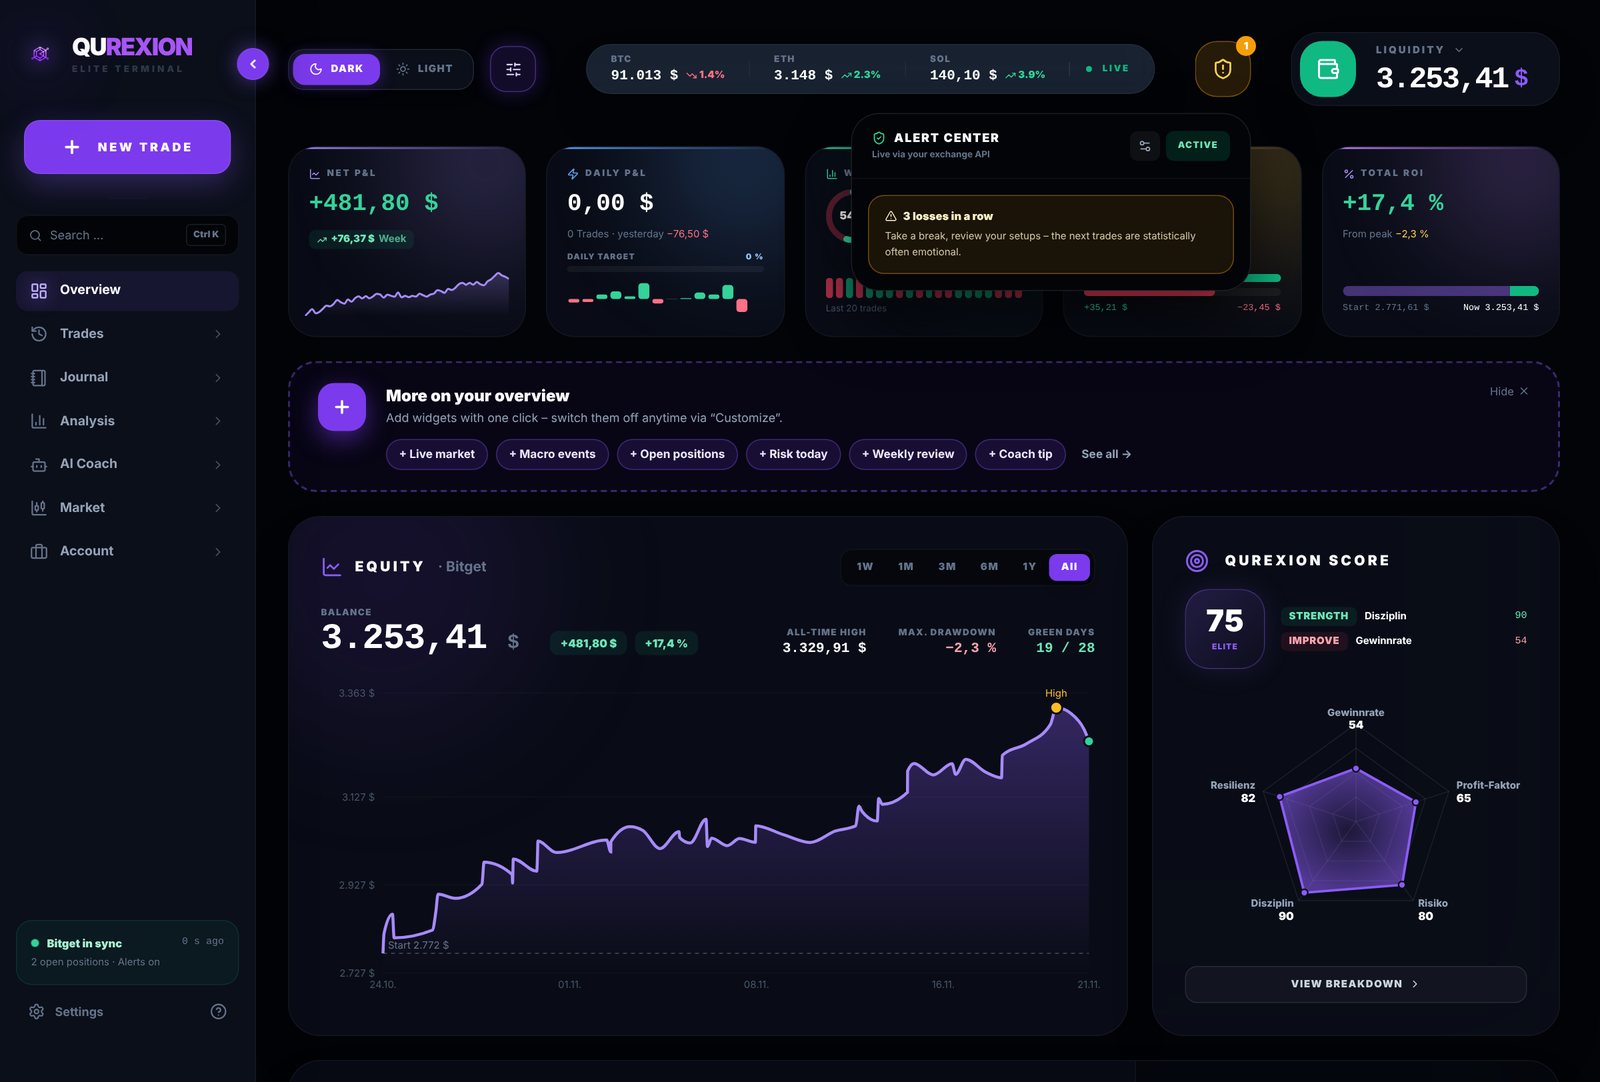 QUREXION
ELITE TERMINAL
NEW TRADE
Search ...
Ctrl K
Overview
Trades
Journal
Analysis
AI Coach
Market
Account
Bitget in sync
0 s ago
2 open positions · Alerts on
Settings
DARK
LIGHT
BTC
91.013 $ 1.4%
ETH
3.148 $ 2.3%
SOL
140,10 $ 3.9%
LIVE
1
LIQUIDITY
3.253,41 $
ALERT CENTER
Live via your exchange API
ACTIVE
3 losses in a row
Take a break, review your setups – the next trades are statistically
often emotional.
NET P&L
+481,80 $
+76,37 $ Week
DAILY P&L
0,00 $
0 Trades · yesterday −76,50 $
DAILY TARGET
0 %
W
54
Last 20 trades
+35,21 $
−23,45 $
TOTAL ROI
+17,4 %
From peak −2,3 %
Start 2.771,61 $
Now 3.253,41 $
More on your overview
Add widgets with one click – switch them off anytime via “Customize”.
Hide
+ Live market
+ Macro events
+ Open positions
+ Risk today
+ Weekly review
+ Coach tip
See all →
EQUITY · Bitget
1W
1M
3M
6M
1Y
All
BALANCE
3.253,41 $
+481,80 $
+17,4 %
ALL-TIME HIGH
3.329,91 $
MAX. DRAWDOWN
−2,3 %
GREEN DAYS
19 / 28
3.363 $
High
3.127 $
2.927 $
Start 2.772 $
2.727 $
24.10.
01.11.
08.11.
16.11.
21.11.
QUREXION SCORE
75
ELITE
STRENGTH Disziplin 90
IMPROVE Gewinnrate 54
Gewinnrate
54
Resilienz
82
Profit-Faktor
65
Disziplin
90
Risiko
80
VIEW BREAKDOWN